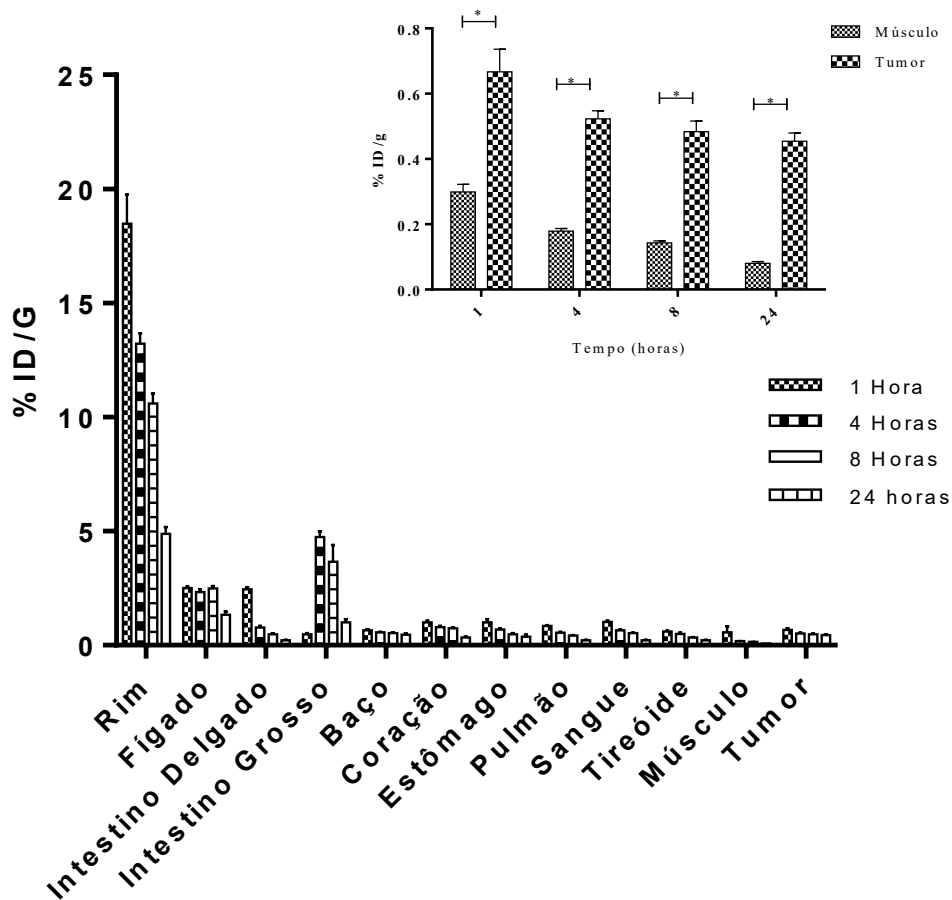 *
*
*
*
0.8
0.6
0.4
0.2
0.0
% ID/g
1
4
8
24
Tempo (horas)
Músculo
Tumor
25
20
15
10
5
0
% ID/G
1 Hora
4 Horas
8 Horas
24 horas
Rim
Fígado
Intestino Delgado
Intestino Grosso
Baço
Coração
Estômago
Pulmão
Sangue
Tireóide
Músculo
Tumor